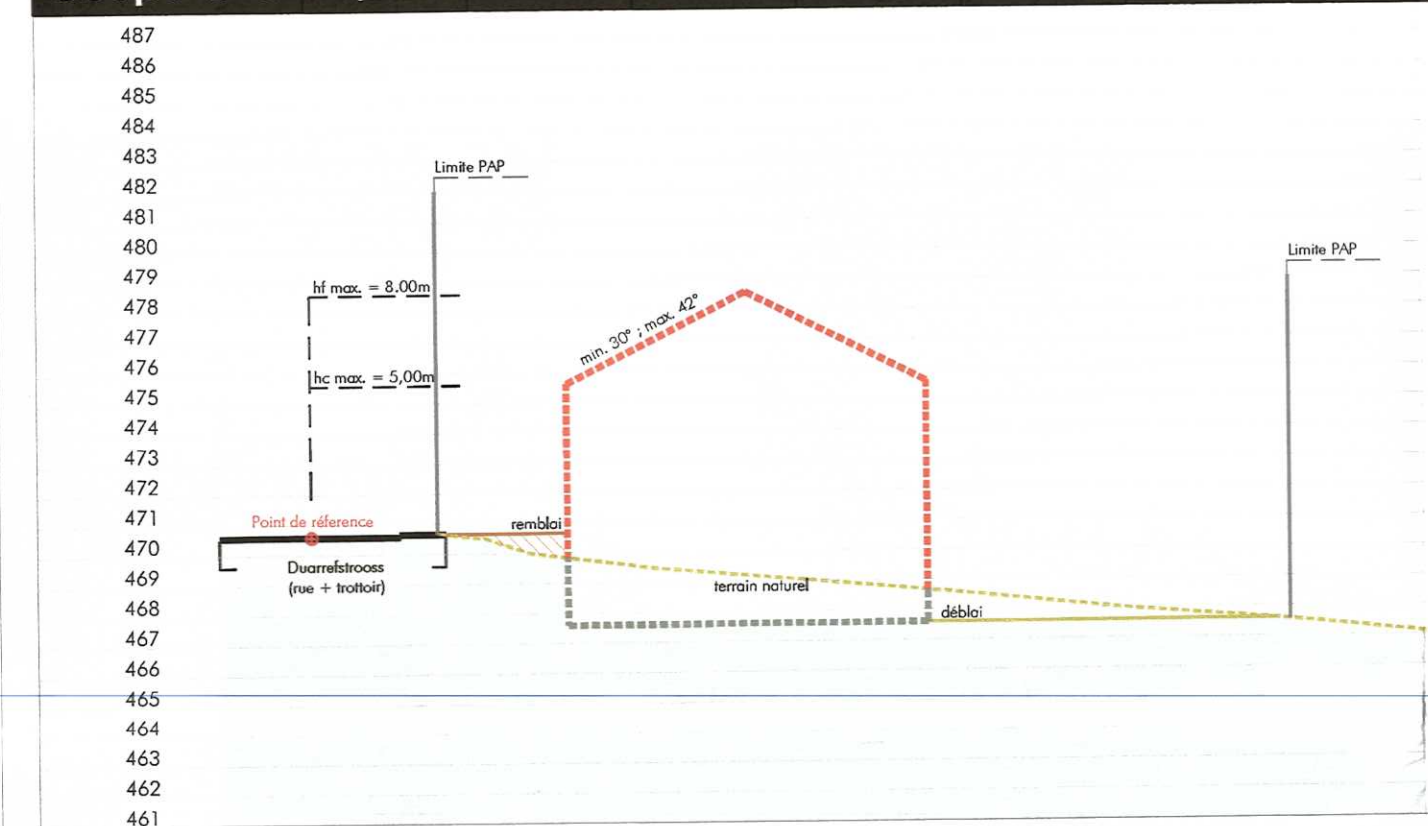 487
486
485
484
483
482
481
480
479
478
477
476
475
474
473
472
471
470
469
468
467
466
465
464
463
462
461
Limite PAP
Limite PAP
hf max. = 8.00m
min. 30° ; max. 42°
hc max. = 5,00m
Point de réference
remblai
Duarrefstrooss
(rue + trottoir)
terrain naturel
déblai